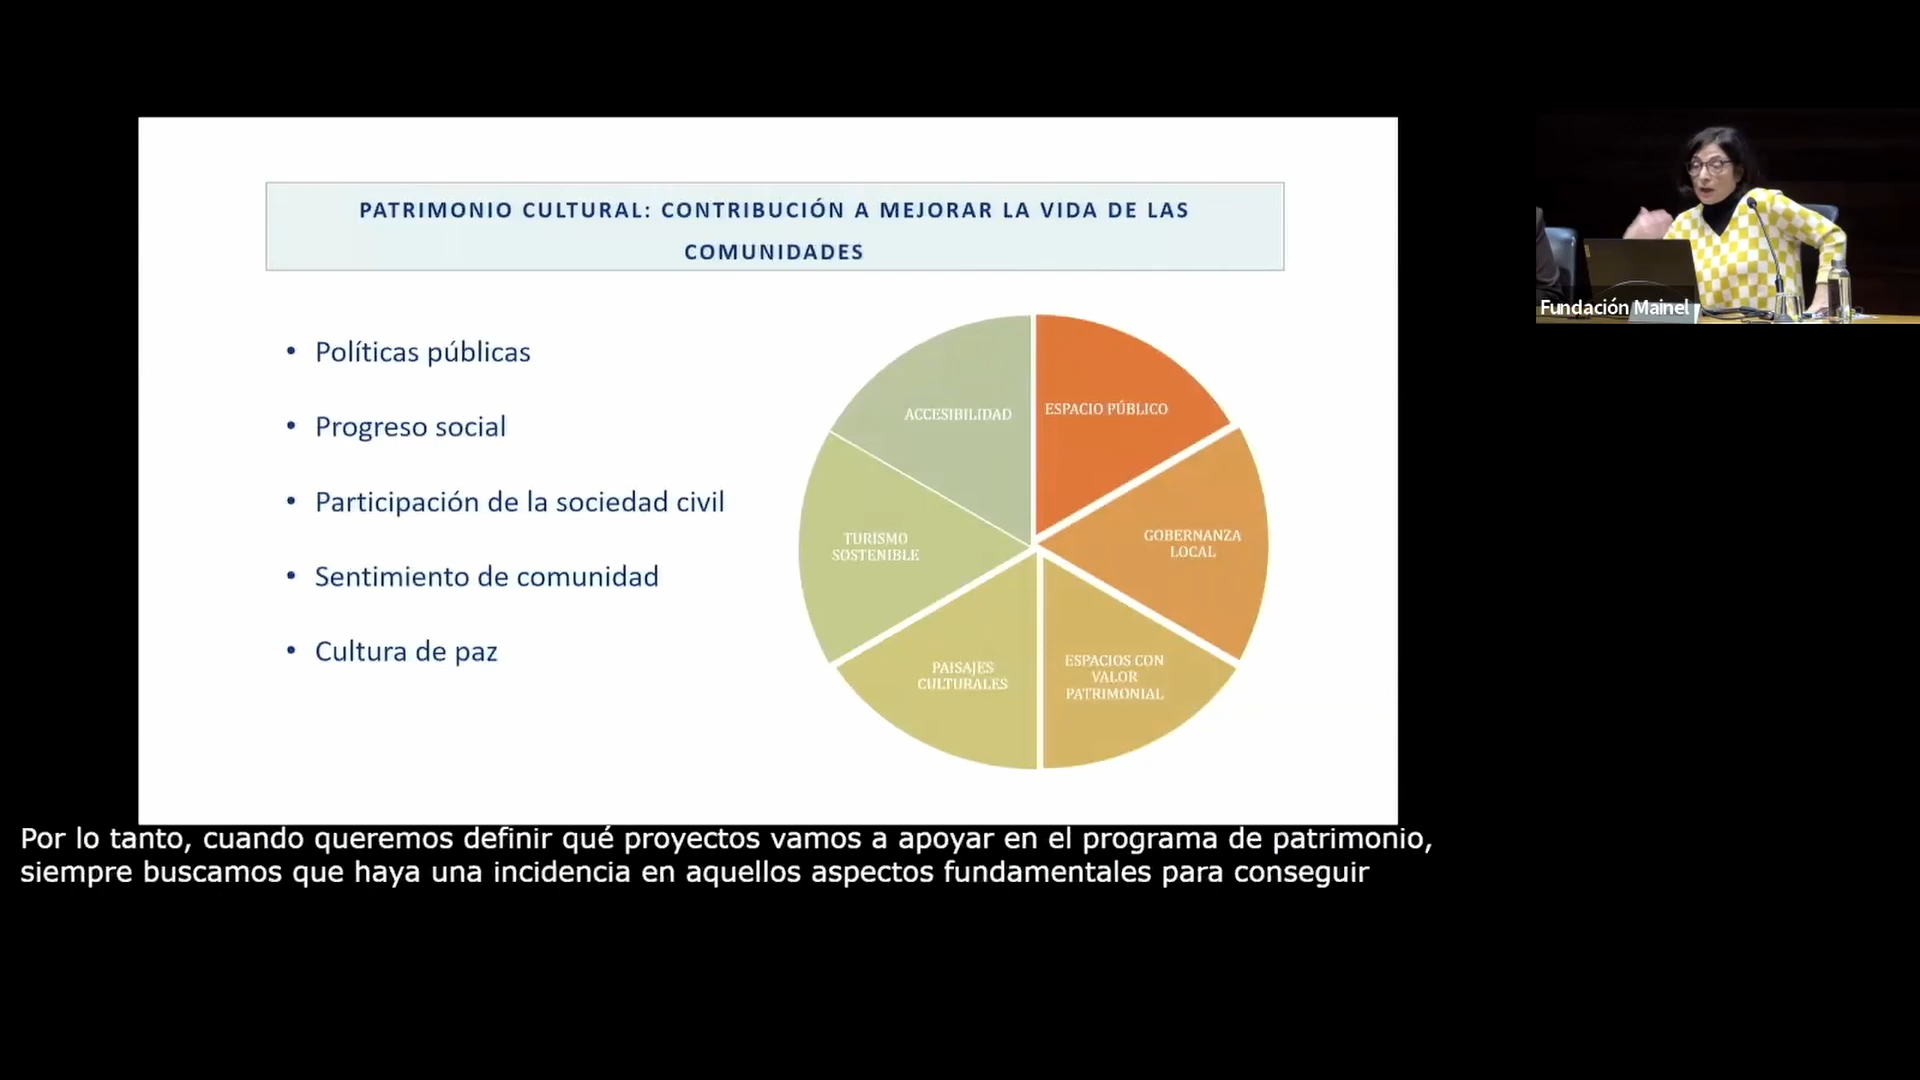 PATRIMONIO CULTURAL: CONTRIBUCIÓN A MEJORAR LA VIDA DE LAS
COMUNIDADES
• Políticas públicas
• Progreso social
• Participación de la sociedad civil
• Sentimiento de comunidad
• Cultura de paz
ACCESIBILIDAD
ESPACIO PÚBLICO
TURISMO
SOSTENIBLE
GOBERNANZA
LOCAL
PAISAJES
CULTURALES
ESPACIOS CON
VALOR
PATRIMONIAL
Fundación Mainel
Por lo tanto, cuando queremos definir qué proyectos vamos a apoyar en el programa de patrimonio,
siempre buscamos que haya una incidencia en aquellos aspectos fundamentales para conseguir